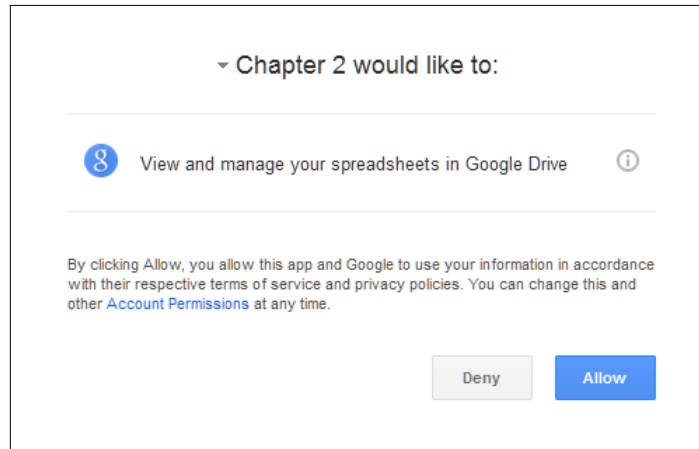 Chapter 2 would like to:
8 View and manage your spreadsheets in Google Drive i
By clicking Allow, you allow this app and Google to use your information in accordance
with their respective terms of service and privacy policies. You can change this and
other Account Permissions at any time.
Deny Allow